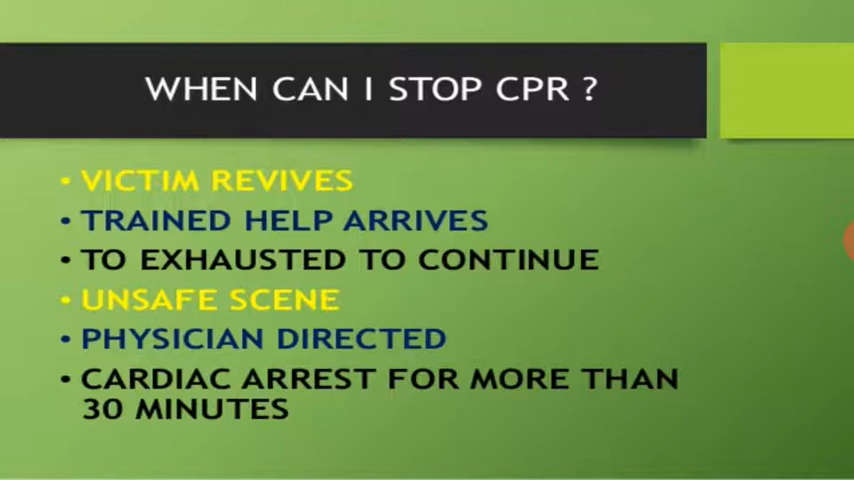 WHEN CAN I STOP CPR ?
• VICTIM REVIVES
• TRAINED HELP ARRIVES
• TO EXHAUSTED TO CONTINUE
• UNSAFE SCENE
• PHYSICIAN DIRECTED
• CARDIAC ARREST FOR MORE THAN
30 MINUTES